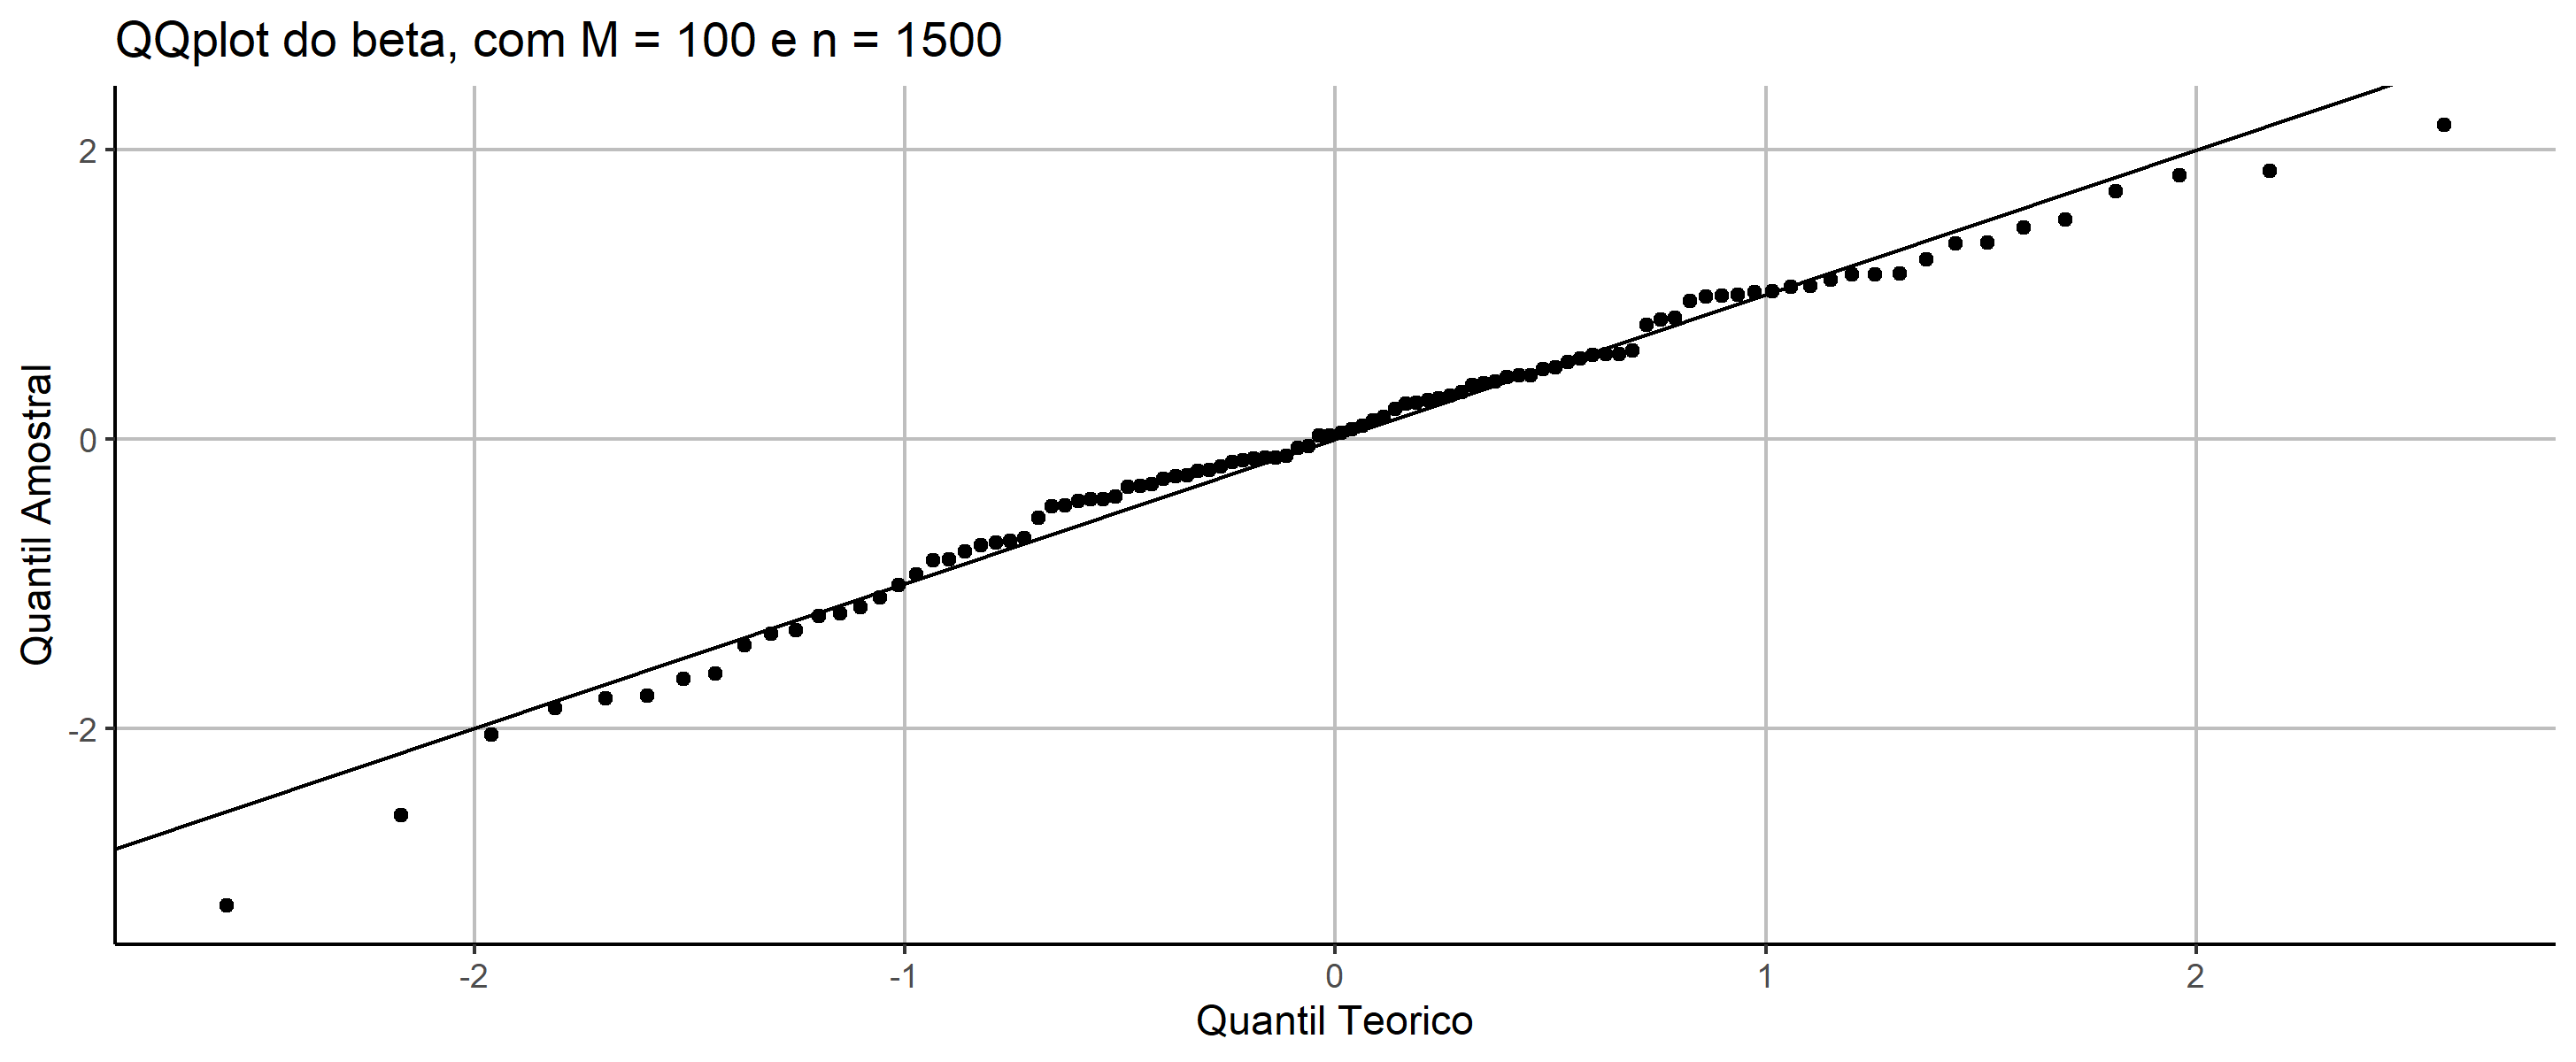 QQplot do beta, com M = 100 e n = 1500
Quantil Amostral
2
0
-2
-2
-1
0
1
2
Quantil Teorico